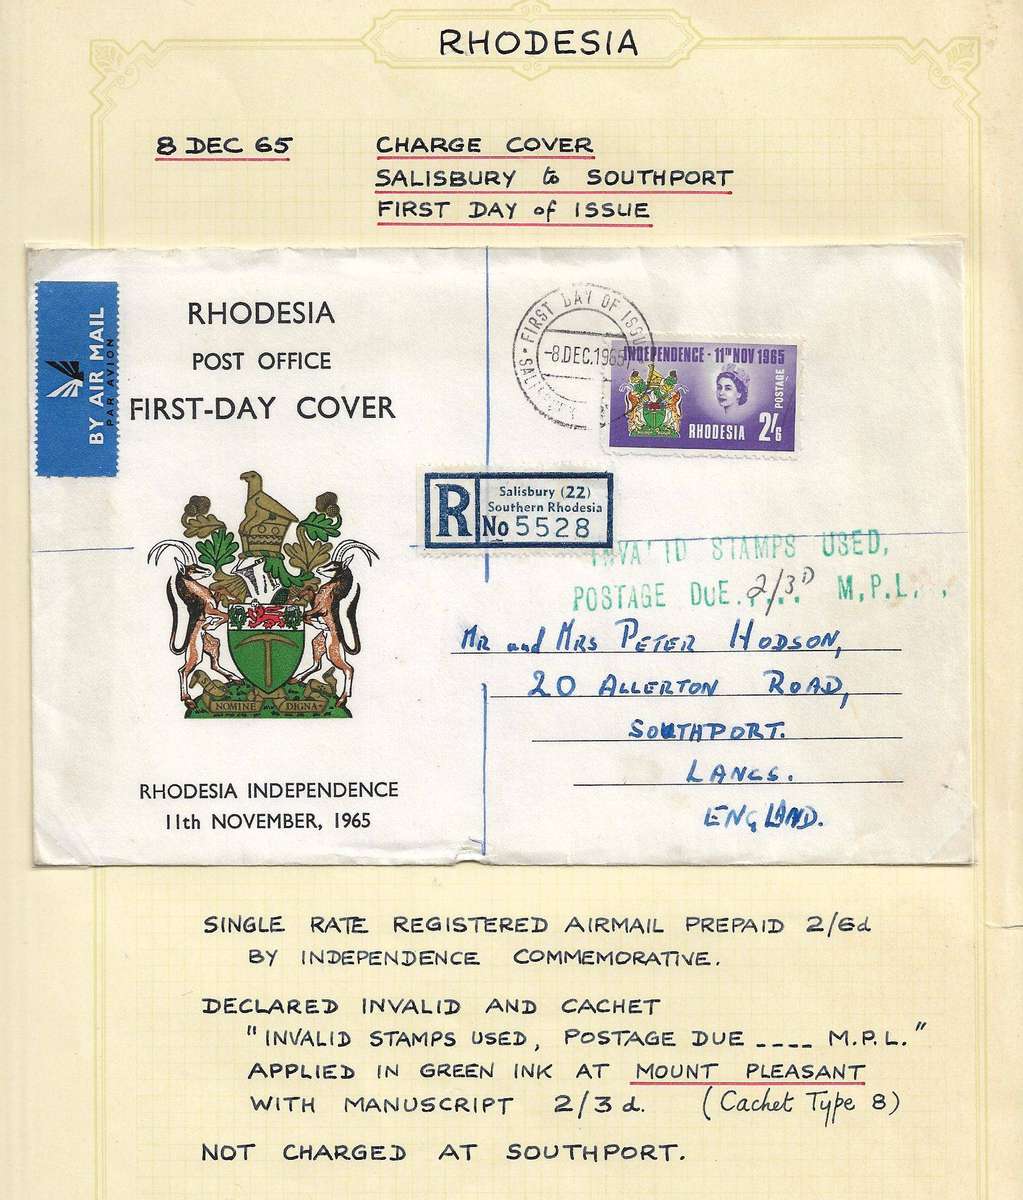 RHODESIA
8 DEC 65
CHARGE COVER
SALISBURY to SOUTHPORT
FIRST DAY of ISSUE
BY AIR MAIL
PAR AVION
RHODESIA
POST OFFICE
FIRST-DAY COVER
FIRST DAY OF ISSU
-8.DEC.1965
SALISBURY
INDEPENDENCE - 11TH NOV 1965
POSTAGE
RHODESIA 2/6
R
Salisbury (22)
Southern Rhodesia
No 5528
INVALID STAMPS USED,
POSTAGE DUE. 2/3D M.P.L.
Mr and Mrs PETER HODSON,
20 ALLERTON ROAD,
SOUTHPORT.
LANCS.
ENGLAND.
NOMINE DIGNA
RHODESIA INDEPENDENCE
11th NOVEMBER, 1965
SINGLE RATE REGISTERED AIRMAIL PREPAID 2/6d
BY INDEPENDENCE COMMEMORATIVE.
DECLARED INVALID AND CACHET
"INVALID STAMPS USED, POSTAGE DUE ---- M.P.L."
APPLIED IN GREEN INK AT MOUNT PLEASANT
WITH MANUSCRIPT 2/3 d. (Cachet Type 8)
NOT CHARGED AT SOUTHPORT.